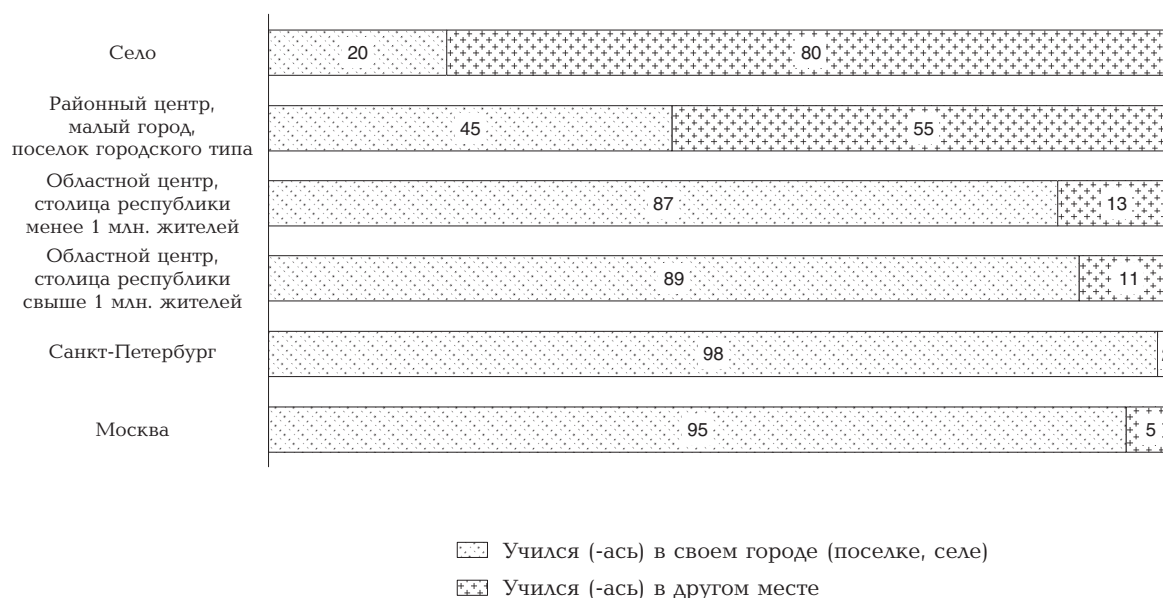 Село
20
80
Районный центр,
малый город,
поселок городского типа
45
55
Областной центр,
столица республики
менее 1 млн. жителей
87
13
Областной центр,
столица республики
свыше 1 млн. жителей
89
11
Санкт-Петербург
98
Москва
95
5
Учился (-ась) в своем городе (поселке, селе)
Учился (-ась) в другом месте